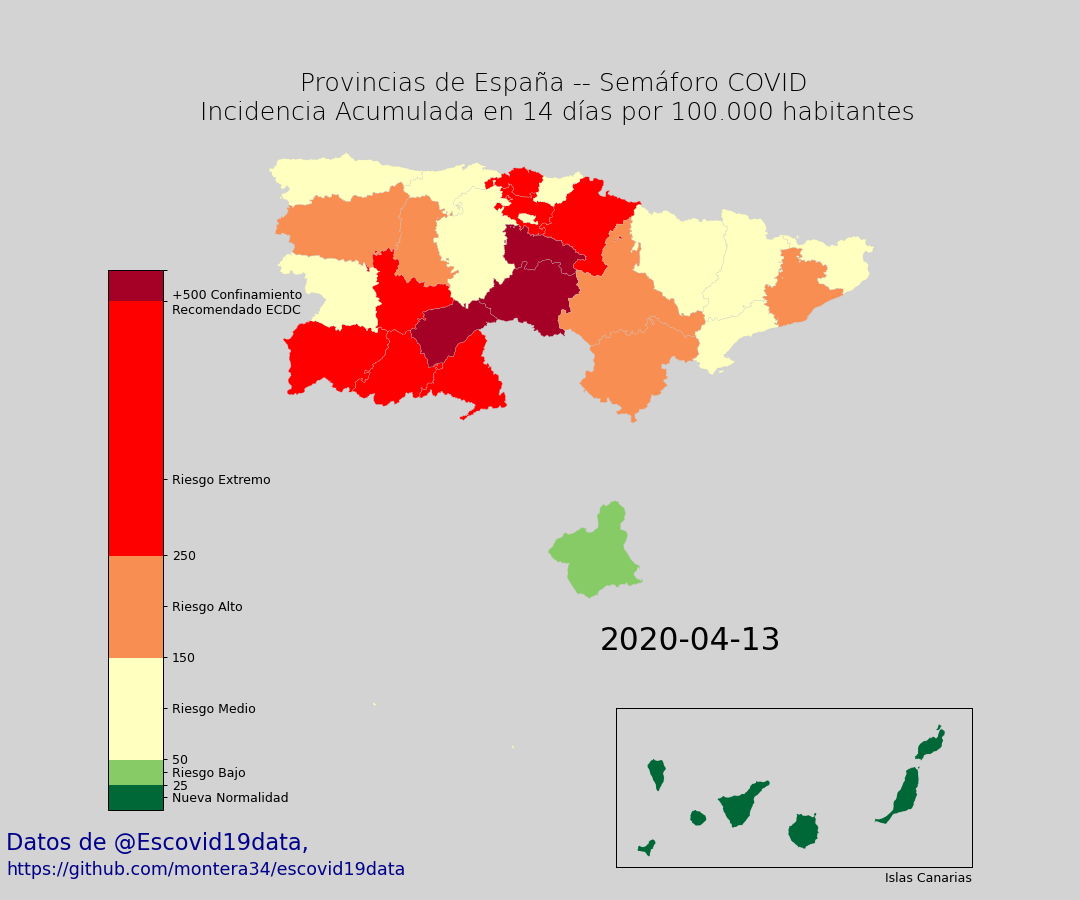 Provincias de España -- Semáforo COVID
Incidencia Acumulada en 14 días por 100.000 habitantes
+500 Confinamiento
Recomendado ECDC
Riesgo Extremo
250
Riesgo Alto
150
Riesgo Medio
50
Riesgo Bajo
25
Nueva Normalidad
2020-04-13
Islas Canarias
Datos de @Escovid19data,
https://github.com/montera34/escovid19data